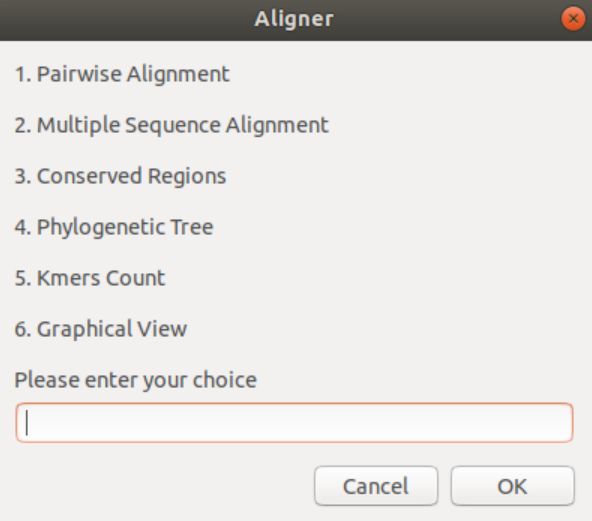 Aligner
1. Pairwise Alignment
2. Multiple Sequence Alignment
3. Conserved Regions
4. Phylogenetic Tree
5. Kmers Count
6. Graphical View
Please enter your choice
Cancel OK